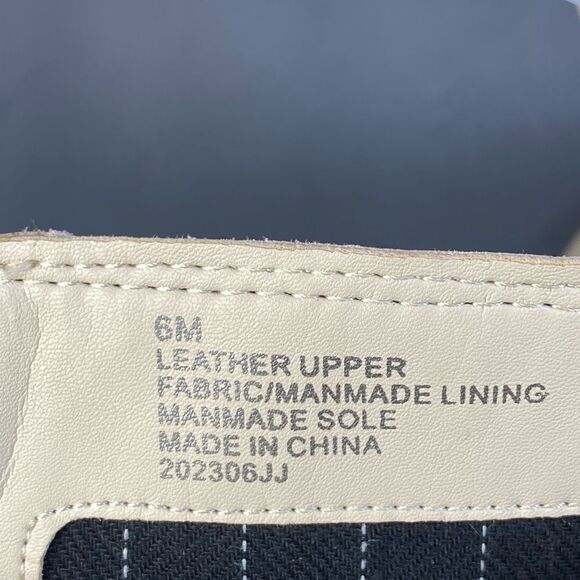 6M
LEATHER UPPER
FABRIC/MANMADE LINING
MANMADE SOLE
MADE IN CHINA
202306JJ